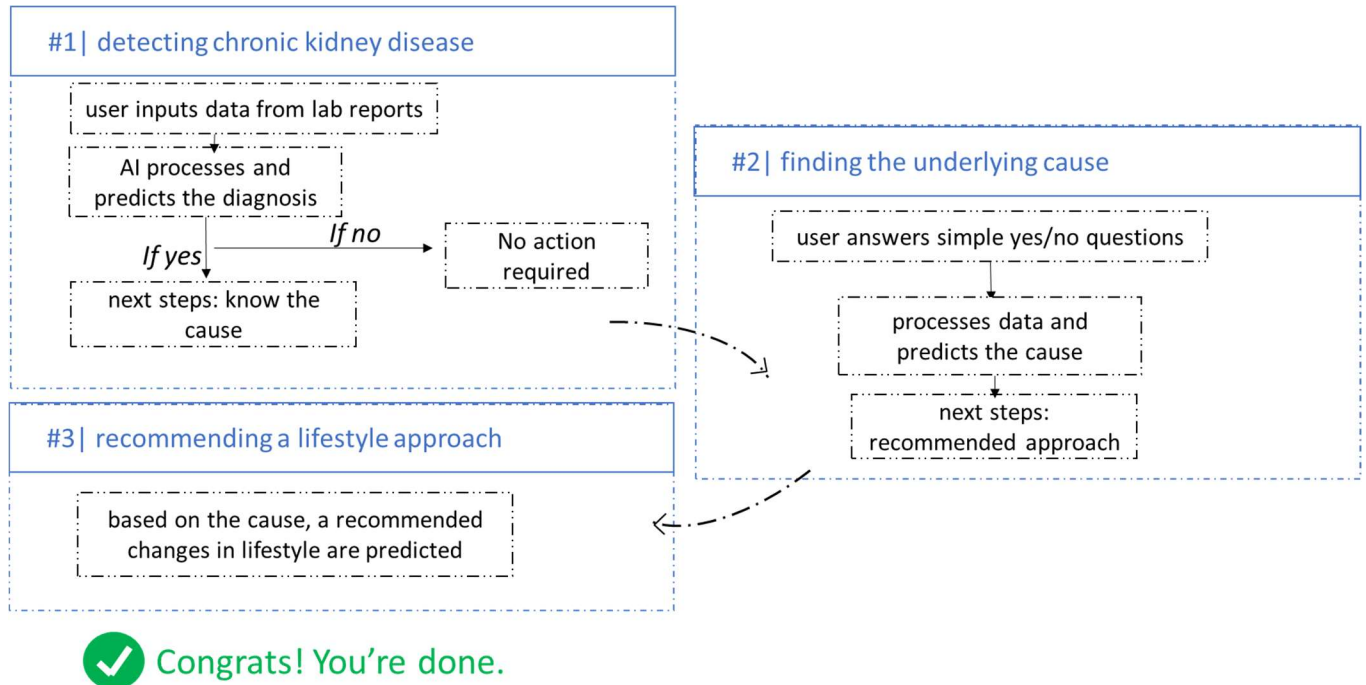 #1| detecting chronic kidney disease
user inputs data from lab reports
AI processes and
predicts the diagnosis
If yes
If no
No action
required
next steps: know the
cause
#2| finding the underlying cause
user answers simple yes/no questions
processes data and
predicts the cause
next steps:
recommended approach
#3| recommending a lifestyle approach
based on the cause, a recommended
changes in lifestyle are predicted
Congrats! You’re done.